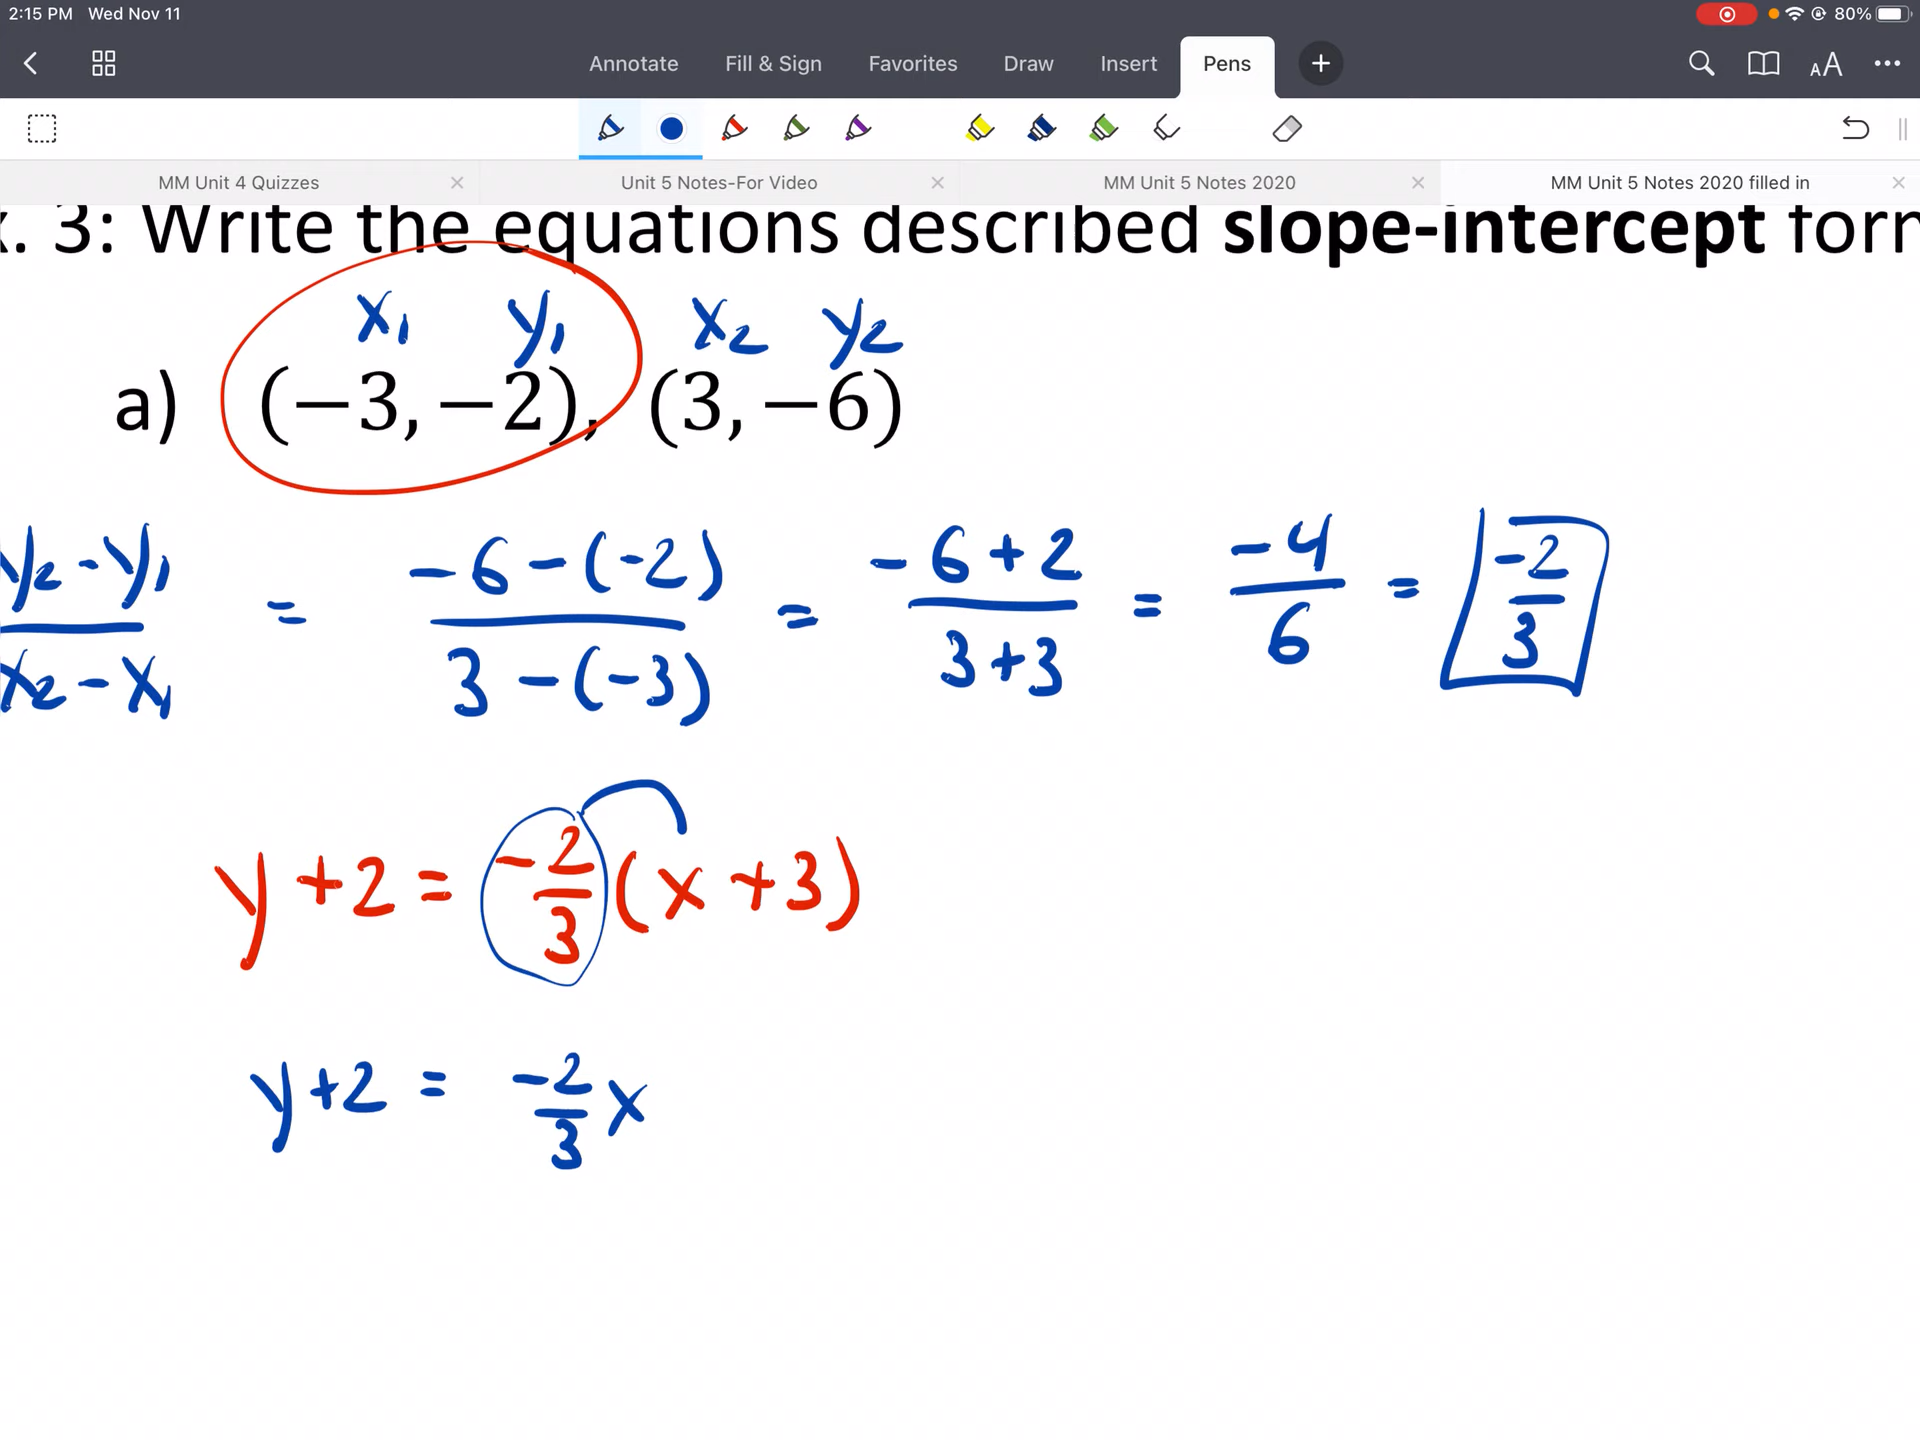 2:15 PM Wed Nov 11 80%
Annotate Fill & Sign Favorites Draw Insert Pens +
AA
MM Unit 4 Quizzes × Unit 5 Notes-For Video × MM Unit 5 Notes 2020 × MM Unit 5 Notes 2020 filled in ×
. 3: Write the equations described slope-intercept for
x₁ y₁ x₂ y₂
a) (−3, −2), (3, −6)
(y₂ - y₁)/(x₂ - x₁) = (-6-(-2))/(3-(-3)) = (-6+2)/(3+3) = -4/6 = -2/3
y + 2 = -2/3 (x + 3)
y + 2 = -2/3 x